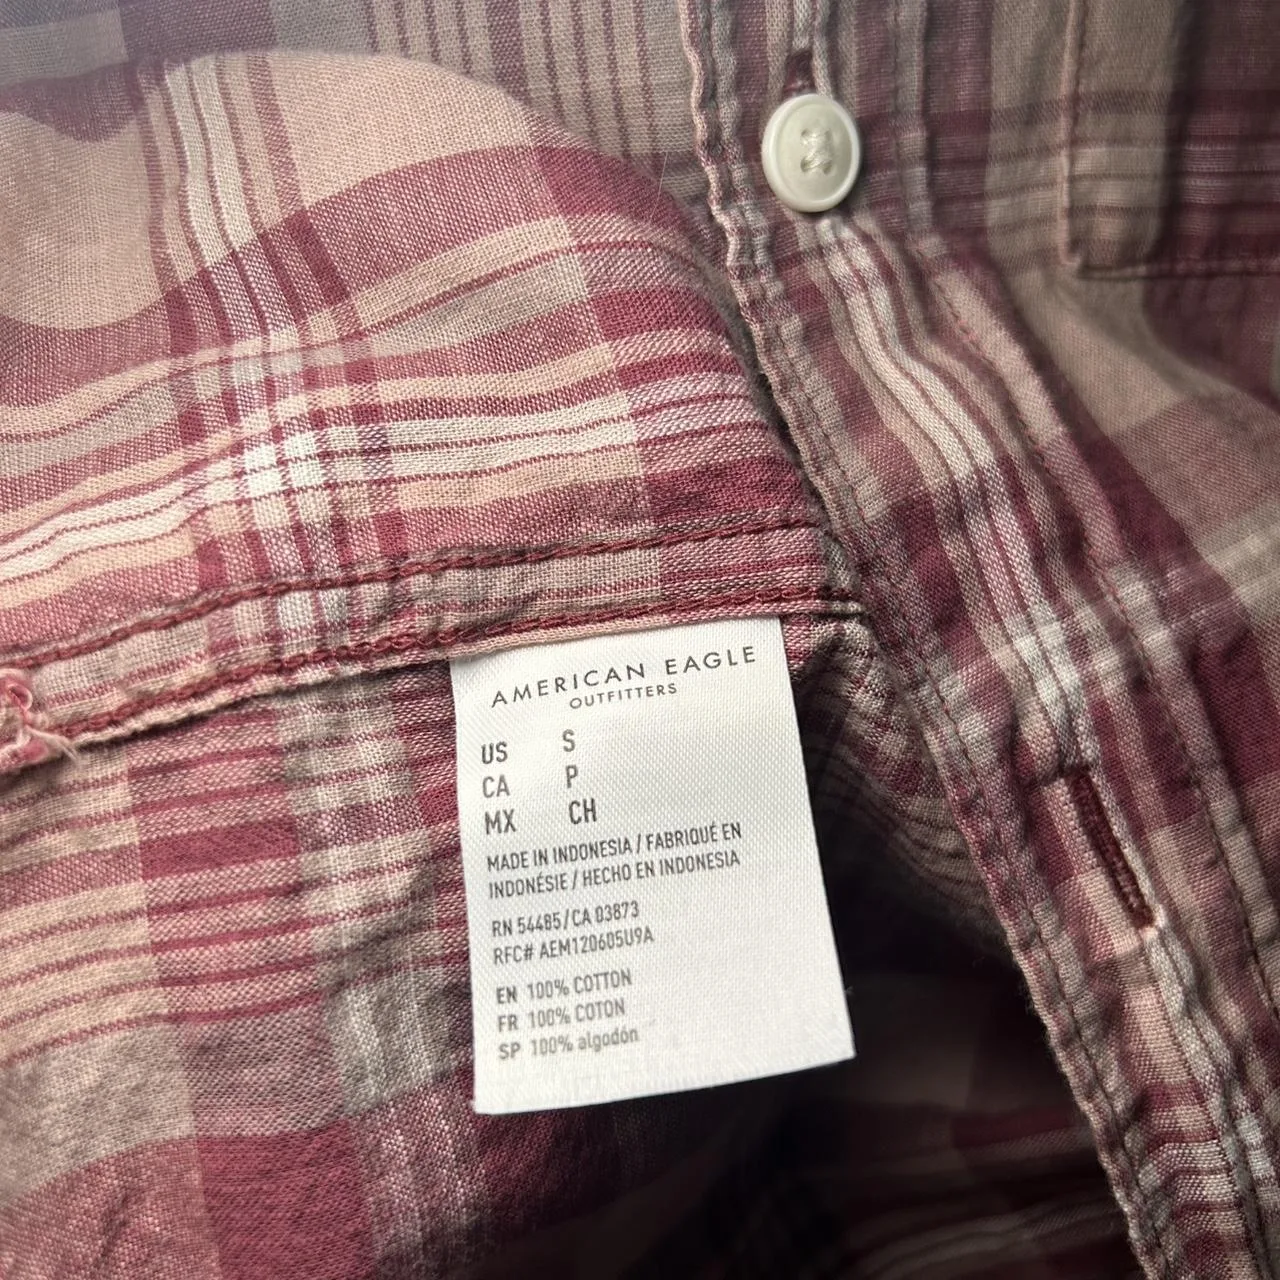 AMERICAN EAGLE
OUTFITTERS
US S
CA P
MX CH
MADE IN INDONESIA / FABRIQUÉ EN
INDONÉSIE / HECHO EN INDONESIA
RN 54485/CA 03873
RFC# AEM120605U9A
EN 100% COTTON
FR 100% COTON
SP 100% algodón